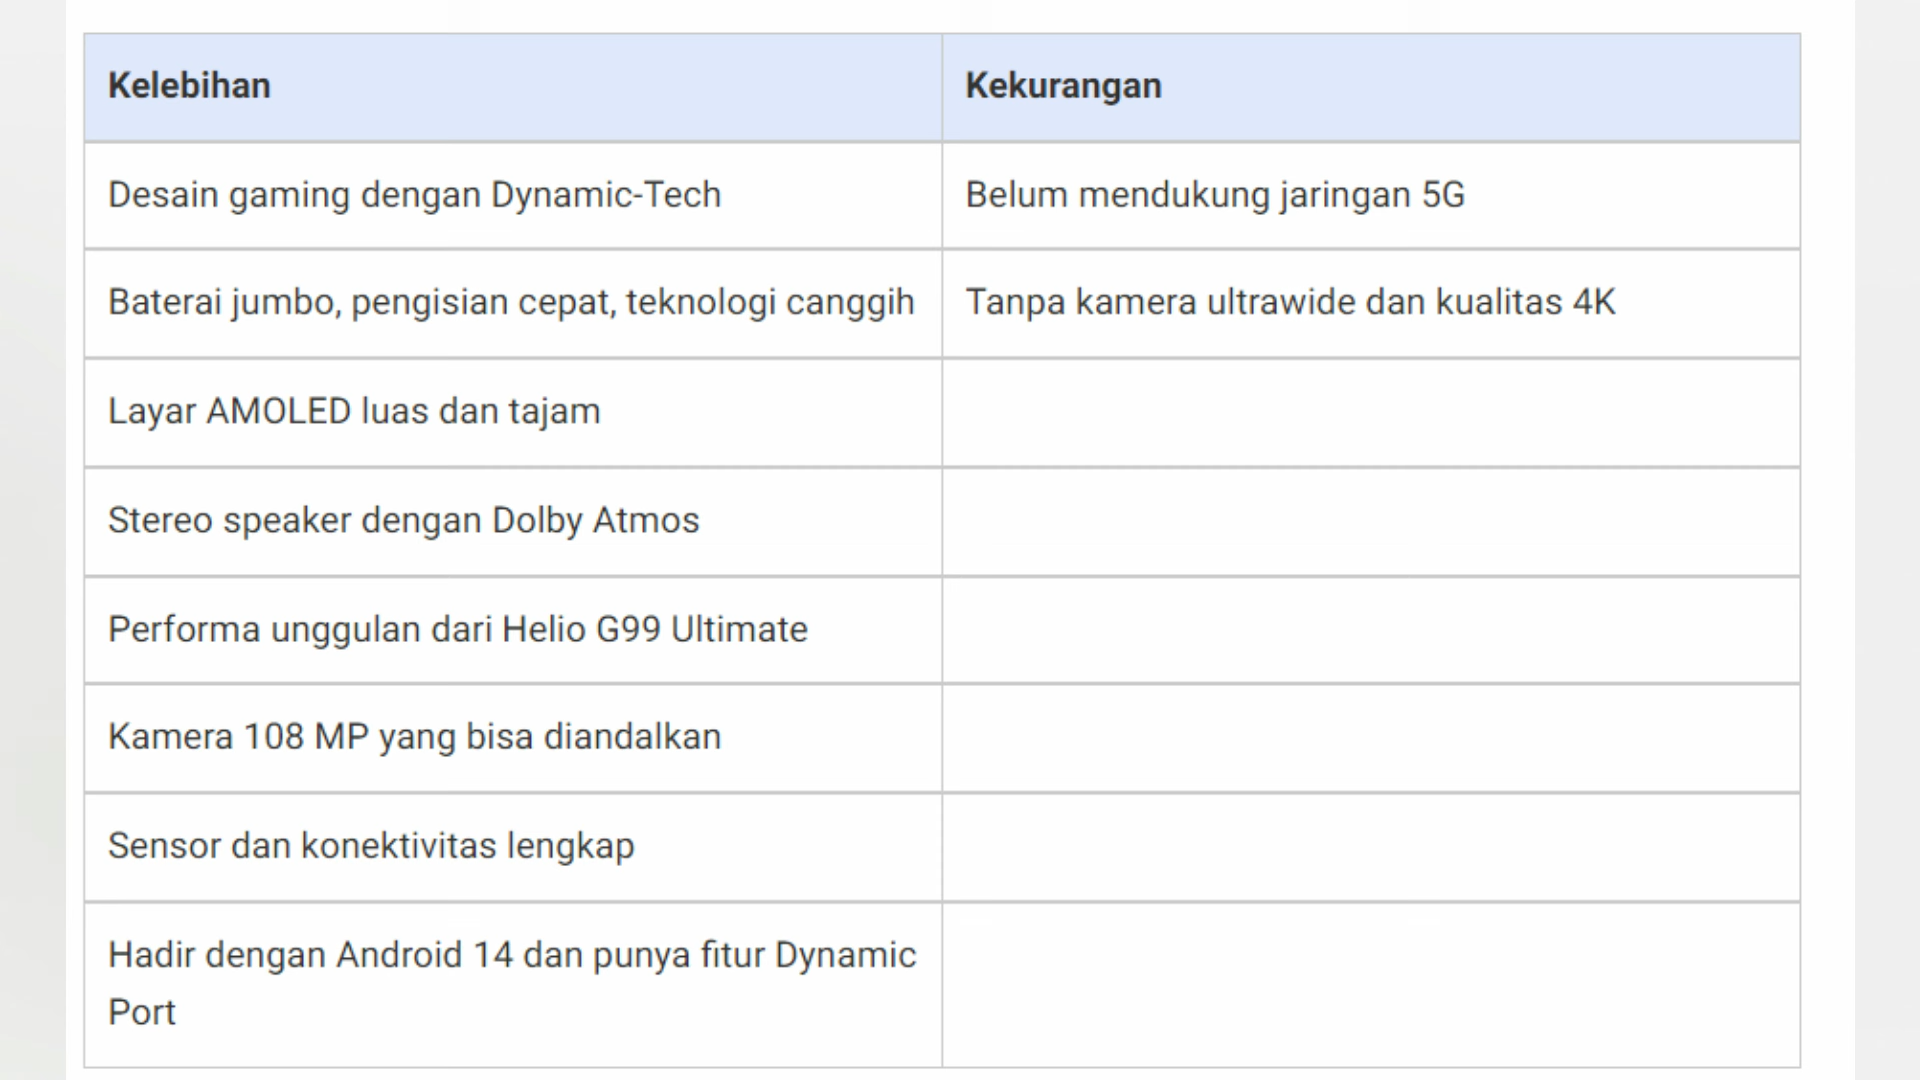 Kelebihan
Kekurangan
Desain gaming dengan Dynamic-Tech
Belum mendukung jaringan 5G
Baterai jumbo, pengisian cepat, teknologi canggih
Tanpa kamera ultrawide dan kualitas 4K
Layar AMOLED luas dan tajam
Stereo speaker dengan Dolby Atmos
Performa unggulan dari Helio G99 Ultimate
Kamera 108 MP yang bisa diandalkan
Sensor dan konektivitas lengkap
Hadir dengan Android 14 dan punya fitur Dynamic
Port